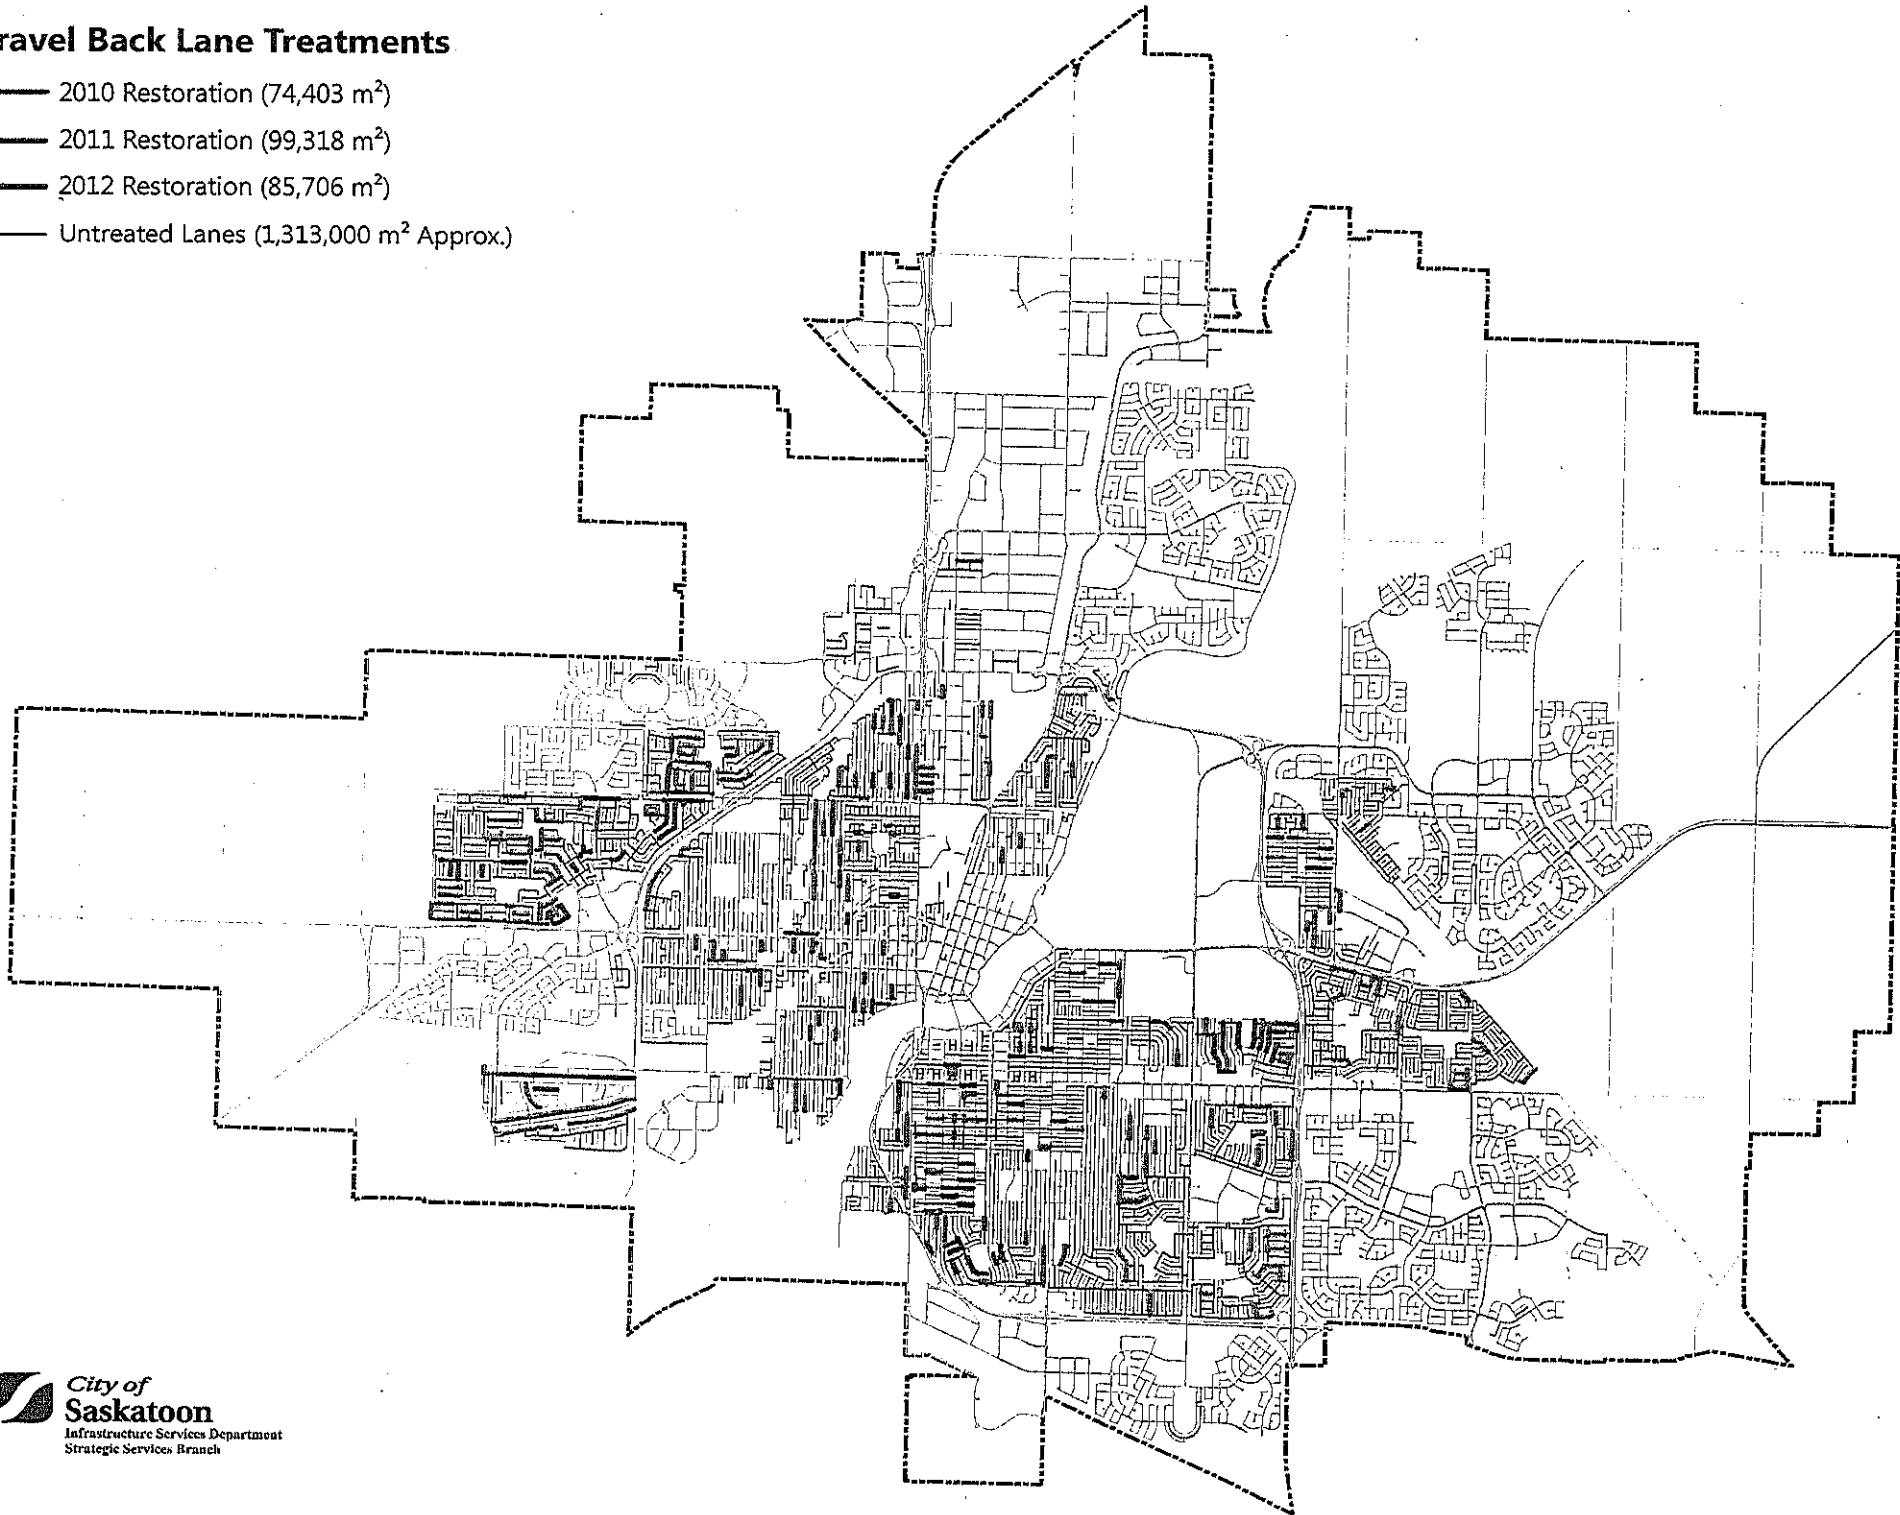 ravel Back Lane Treatments
2010 Restoration (74,403 m²)
2011 Restoration (99,318 m²)
2012 Restoration (85,706 m²)
Untreated Lanes (1,313,000 m² Approx.)
City of
Saskatoon
Infrastructure Services Department
Strategic Services Branch